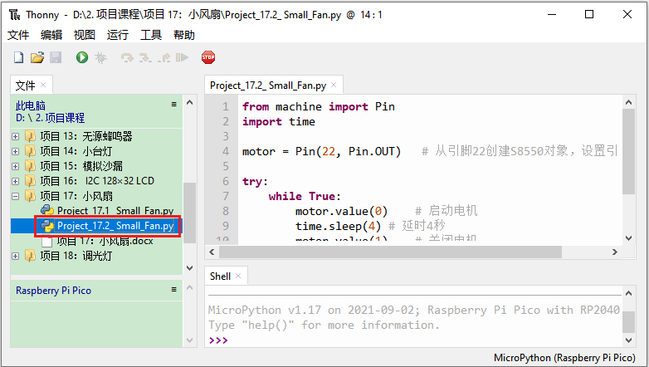 Thonny - D:\2. 项目课程\项目 17：小风扇\Project_17.2_ Small_Fan.py @ 14 : 1
文件 编辑 视图 运行 工具 帮助
文件
此电脑
D: \ 2. 项目课程
项目 13：无源蜂鸣器
项目 14：小台灯
项目 15：模拟沙漏
项目 16： I2C 128×32 LCD
项目 17：小风扇
Project_17.1_ Small_Fan.py
Project_17.2_ Small_Fan.py
项目 17：小风扇.docx
项目 18：调光灯
Raspberry Pi Pico
Project_17.2_ Small_Fan.py
1 from machine import Pin
2 import time
3
4 motor = Pin(22, Pin.OUT) # 从引脚22创建S8550对象，设置引
5
6 try:
7 while True:
8 motor.value(0) # 启动电机
9 time.sleep(4) # 延时4秒
10 motor.value(1) # 关闭电机
Shell
MicroPython v1.17 on 2021-09-02; Raspberry Pi Pico with RP2040
Type "help()" for more information.
>>>
MicroPython (Raspberry Pi Pico)